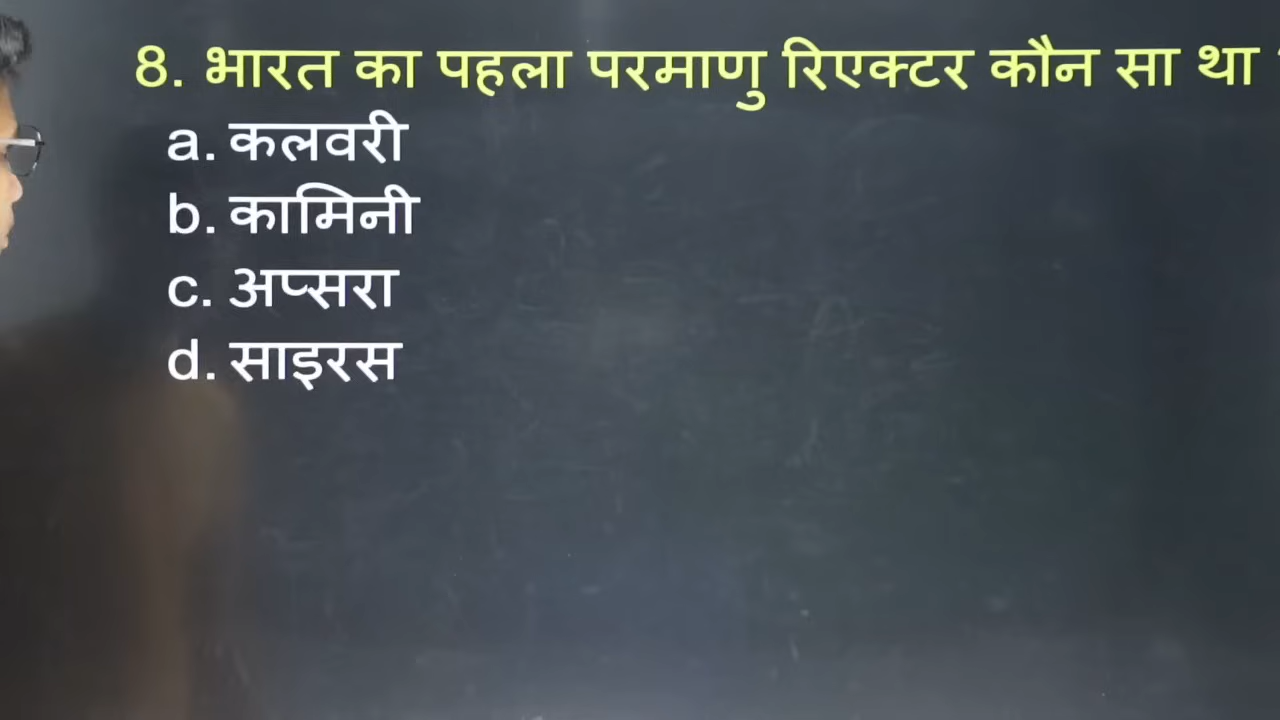 8. भारत का पहला परमाणु रिएक्टर कौन सा था
a. कलवरी
b. कामिनी
c. अप्सरा
d. साइरस